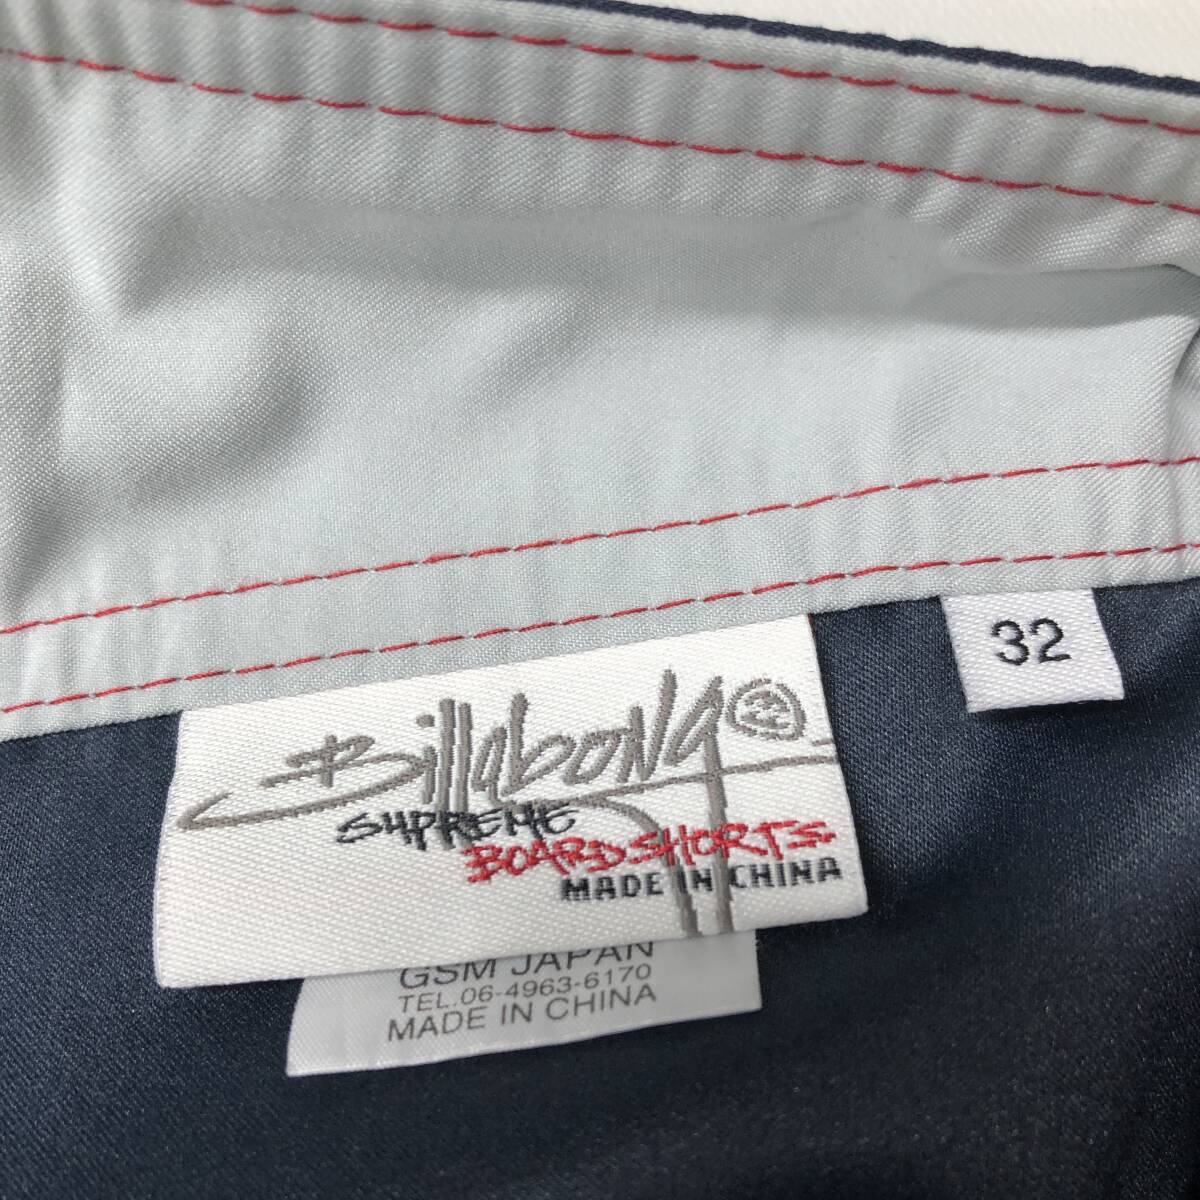 32
Billabong
SUPREME
BOARDSHORTS
MADE IN CHINA
GSM JAPAN
TEL.06-4963-6170
MADE IN CHINA